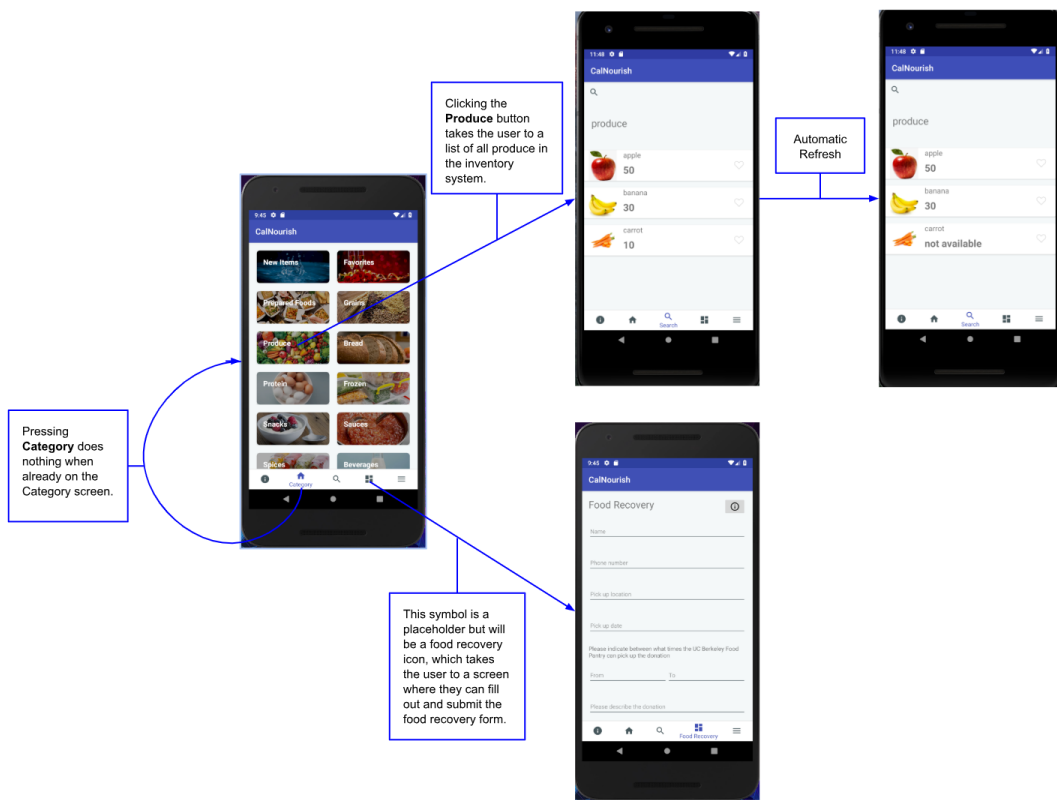 Clicking the
Produce button
takes the user to a
list of all produce in
the inventory
system.
11:48
CalNourish
produce
apple
50
banana
30
carrot
10
Search
Automatic
Refresh
11:48
CalNourish
produce
apple
50
banana
30
carrot
not available
Search
9:45
CalNourish
New Items
Favorites
Prepared Foods
Grains
Produce
Bread
Protein
Frozen
Snacks
Sauces
Spices
Beverages
Category
Pressing
Category does
nothing when
already on the
Category screen.
This symbol is a
placeholder but will
be a food recovery
icon, which takes
the user to a screen
where they can fill
out and submit the
food recovery form.
9:45
CalNourish
Food Recovery
Name
Phone number
Pick up location
Pick up date
Please indicate between what times the UC Berkeley Food
Pantry can pick up the donation
From To
Please describe the donation
Food Recovery